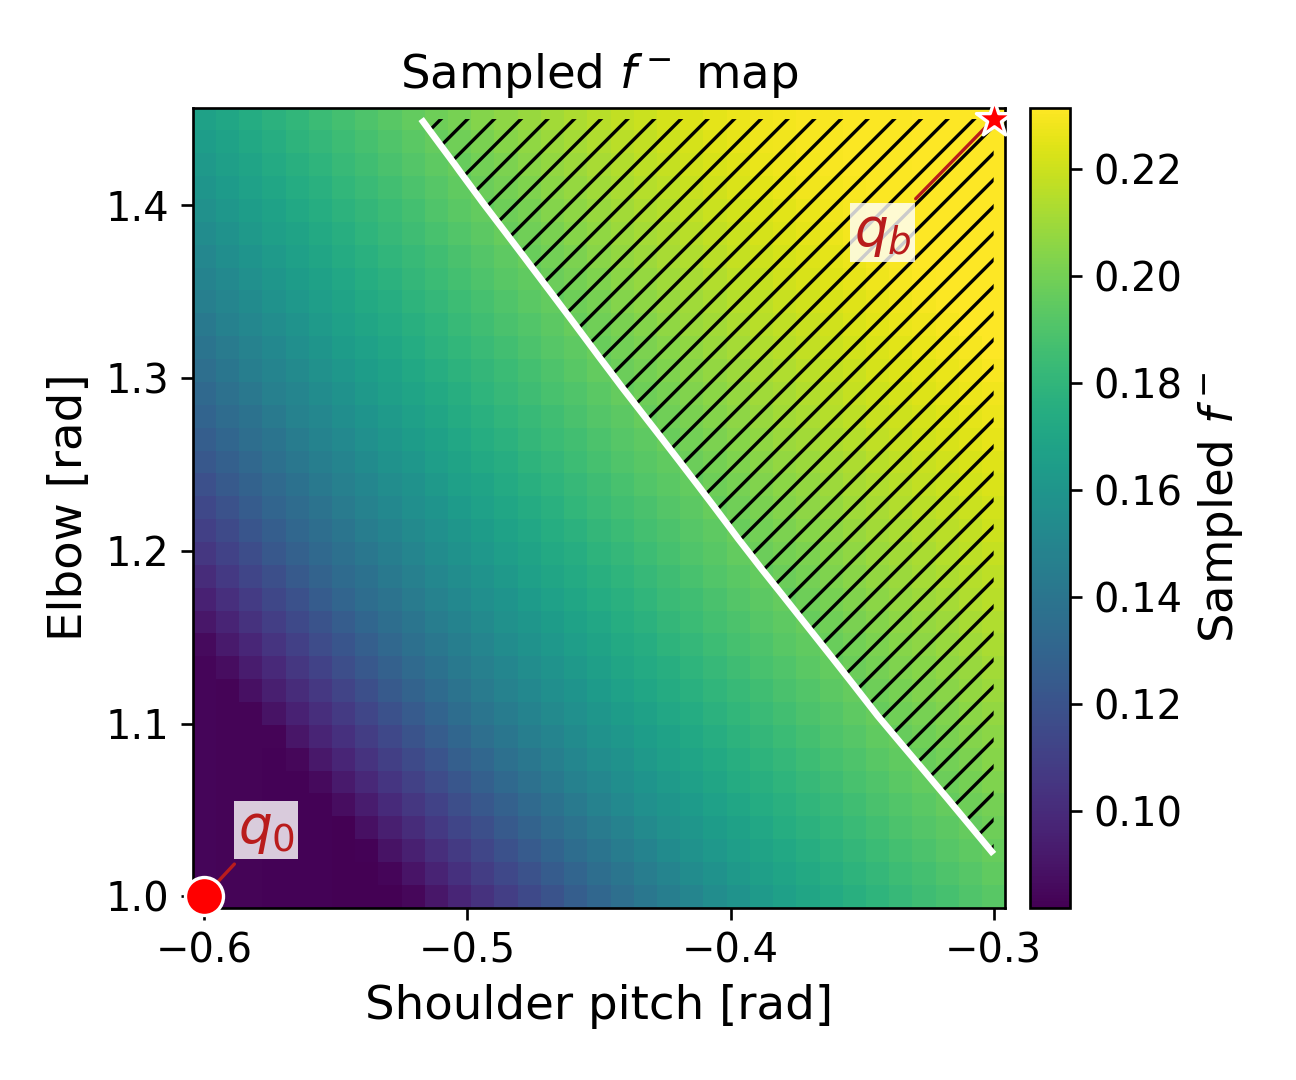 Sampled f⁻ map
q_b
q_0
1.4
1.3
1.2
1.1
1.0
Elbow [rad]
−0.6
−0.5
−0.4
−0.3
Shoulder pitch [rad]
0.22
0.20
0.18
0.16
0.14
0.12
0.10
Sampled f⁻